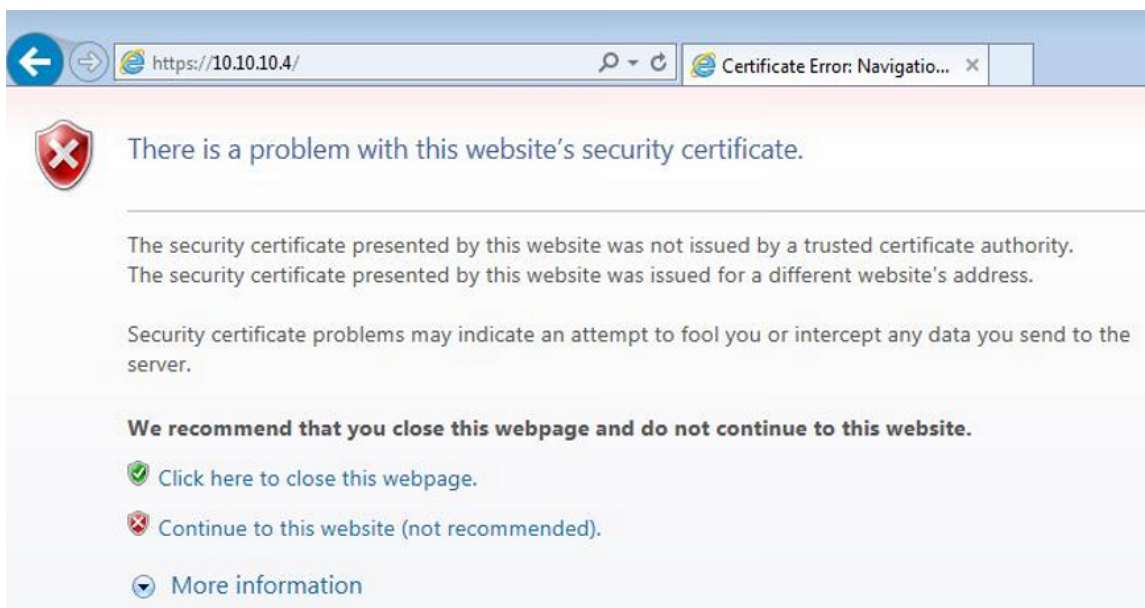 https://10.10.10.4/
Certificate Error: Navigatio...
There is a problem with this website’s security certificate.
The security certificate presented by this website was not issued by a trusted certificate authority.
The security certificate presented by this website was issued for a different website's address.
Security certificate problems may indicate an attempt to fool you or intercept any data you send to the
server.
We recommend that you close this webpage and do not continue to this website.
Click here to close this webpage.
Continue to this website (not recommended).
More information